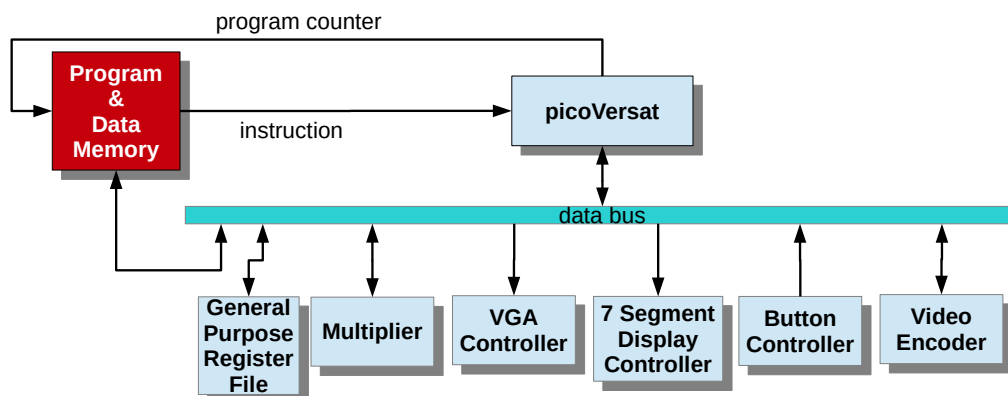 program counter
Program
&
Data
Memory
instruction
picoVersat
data bus
General
Purpose
Register
File
Multiplier
VGA
Controller
7 Segment
Display
Controller
Button
Controller
Video
Encoder